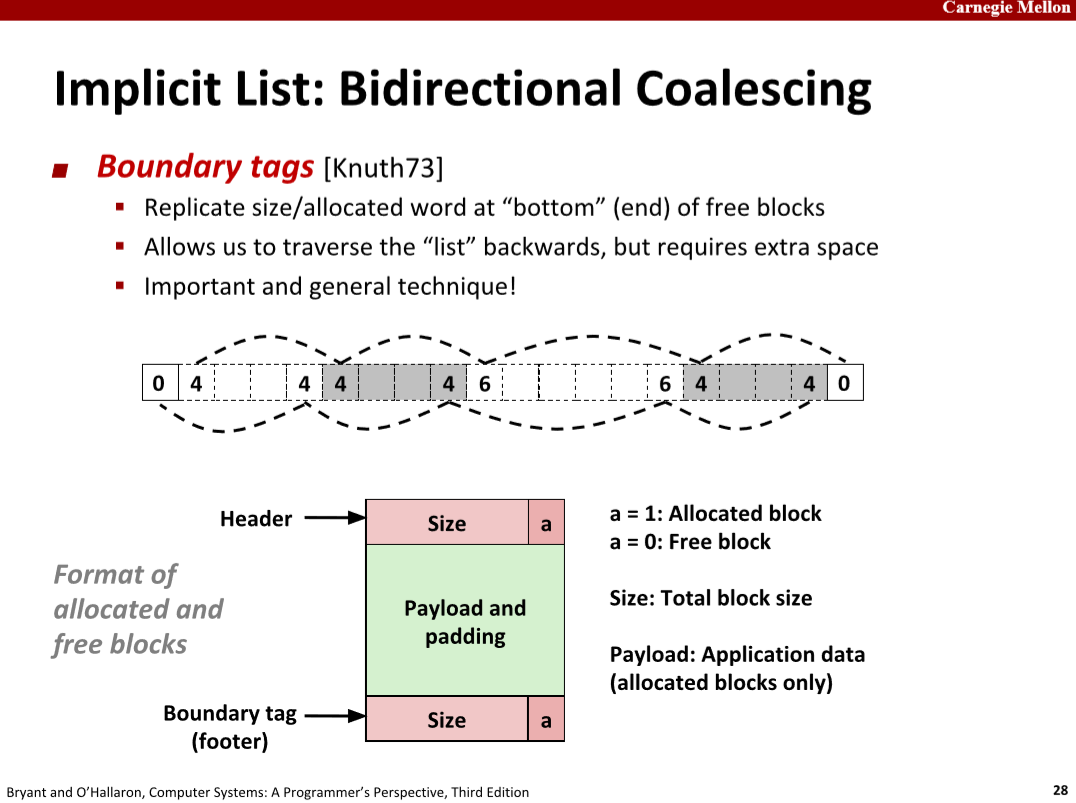 Carnegie Mellon
Implicit List: Bidirectional Coalescing
Boundary tags [Knuth73]
Replicate size/allocated word at “bottom” (end) of free blocks
Allows us to traverse the “list” backwards, but requires extra space
Important and general technique!
0 4 4 4 4 6 6 4 4 0
Header
Size a
a = 1: Allocated block
a = 0: Free block
Format of
allocated and
free blocks
Payload and
padding
Size: Total block size
Payload: Application data
(allocated blocks only)
Boundary tag
(footer)
Size a
Bryant and O’Hallaron, Computer Systems: A Programmer’s Perspective, Third Edition
28